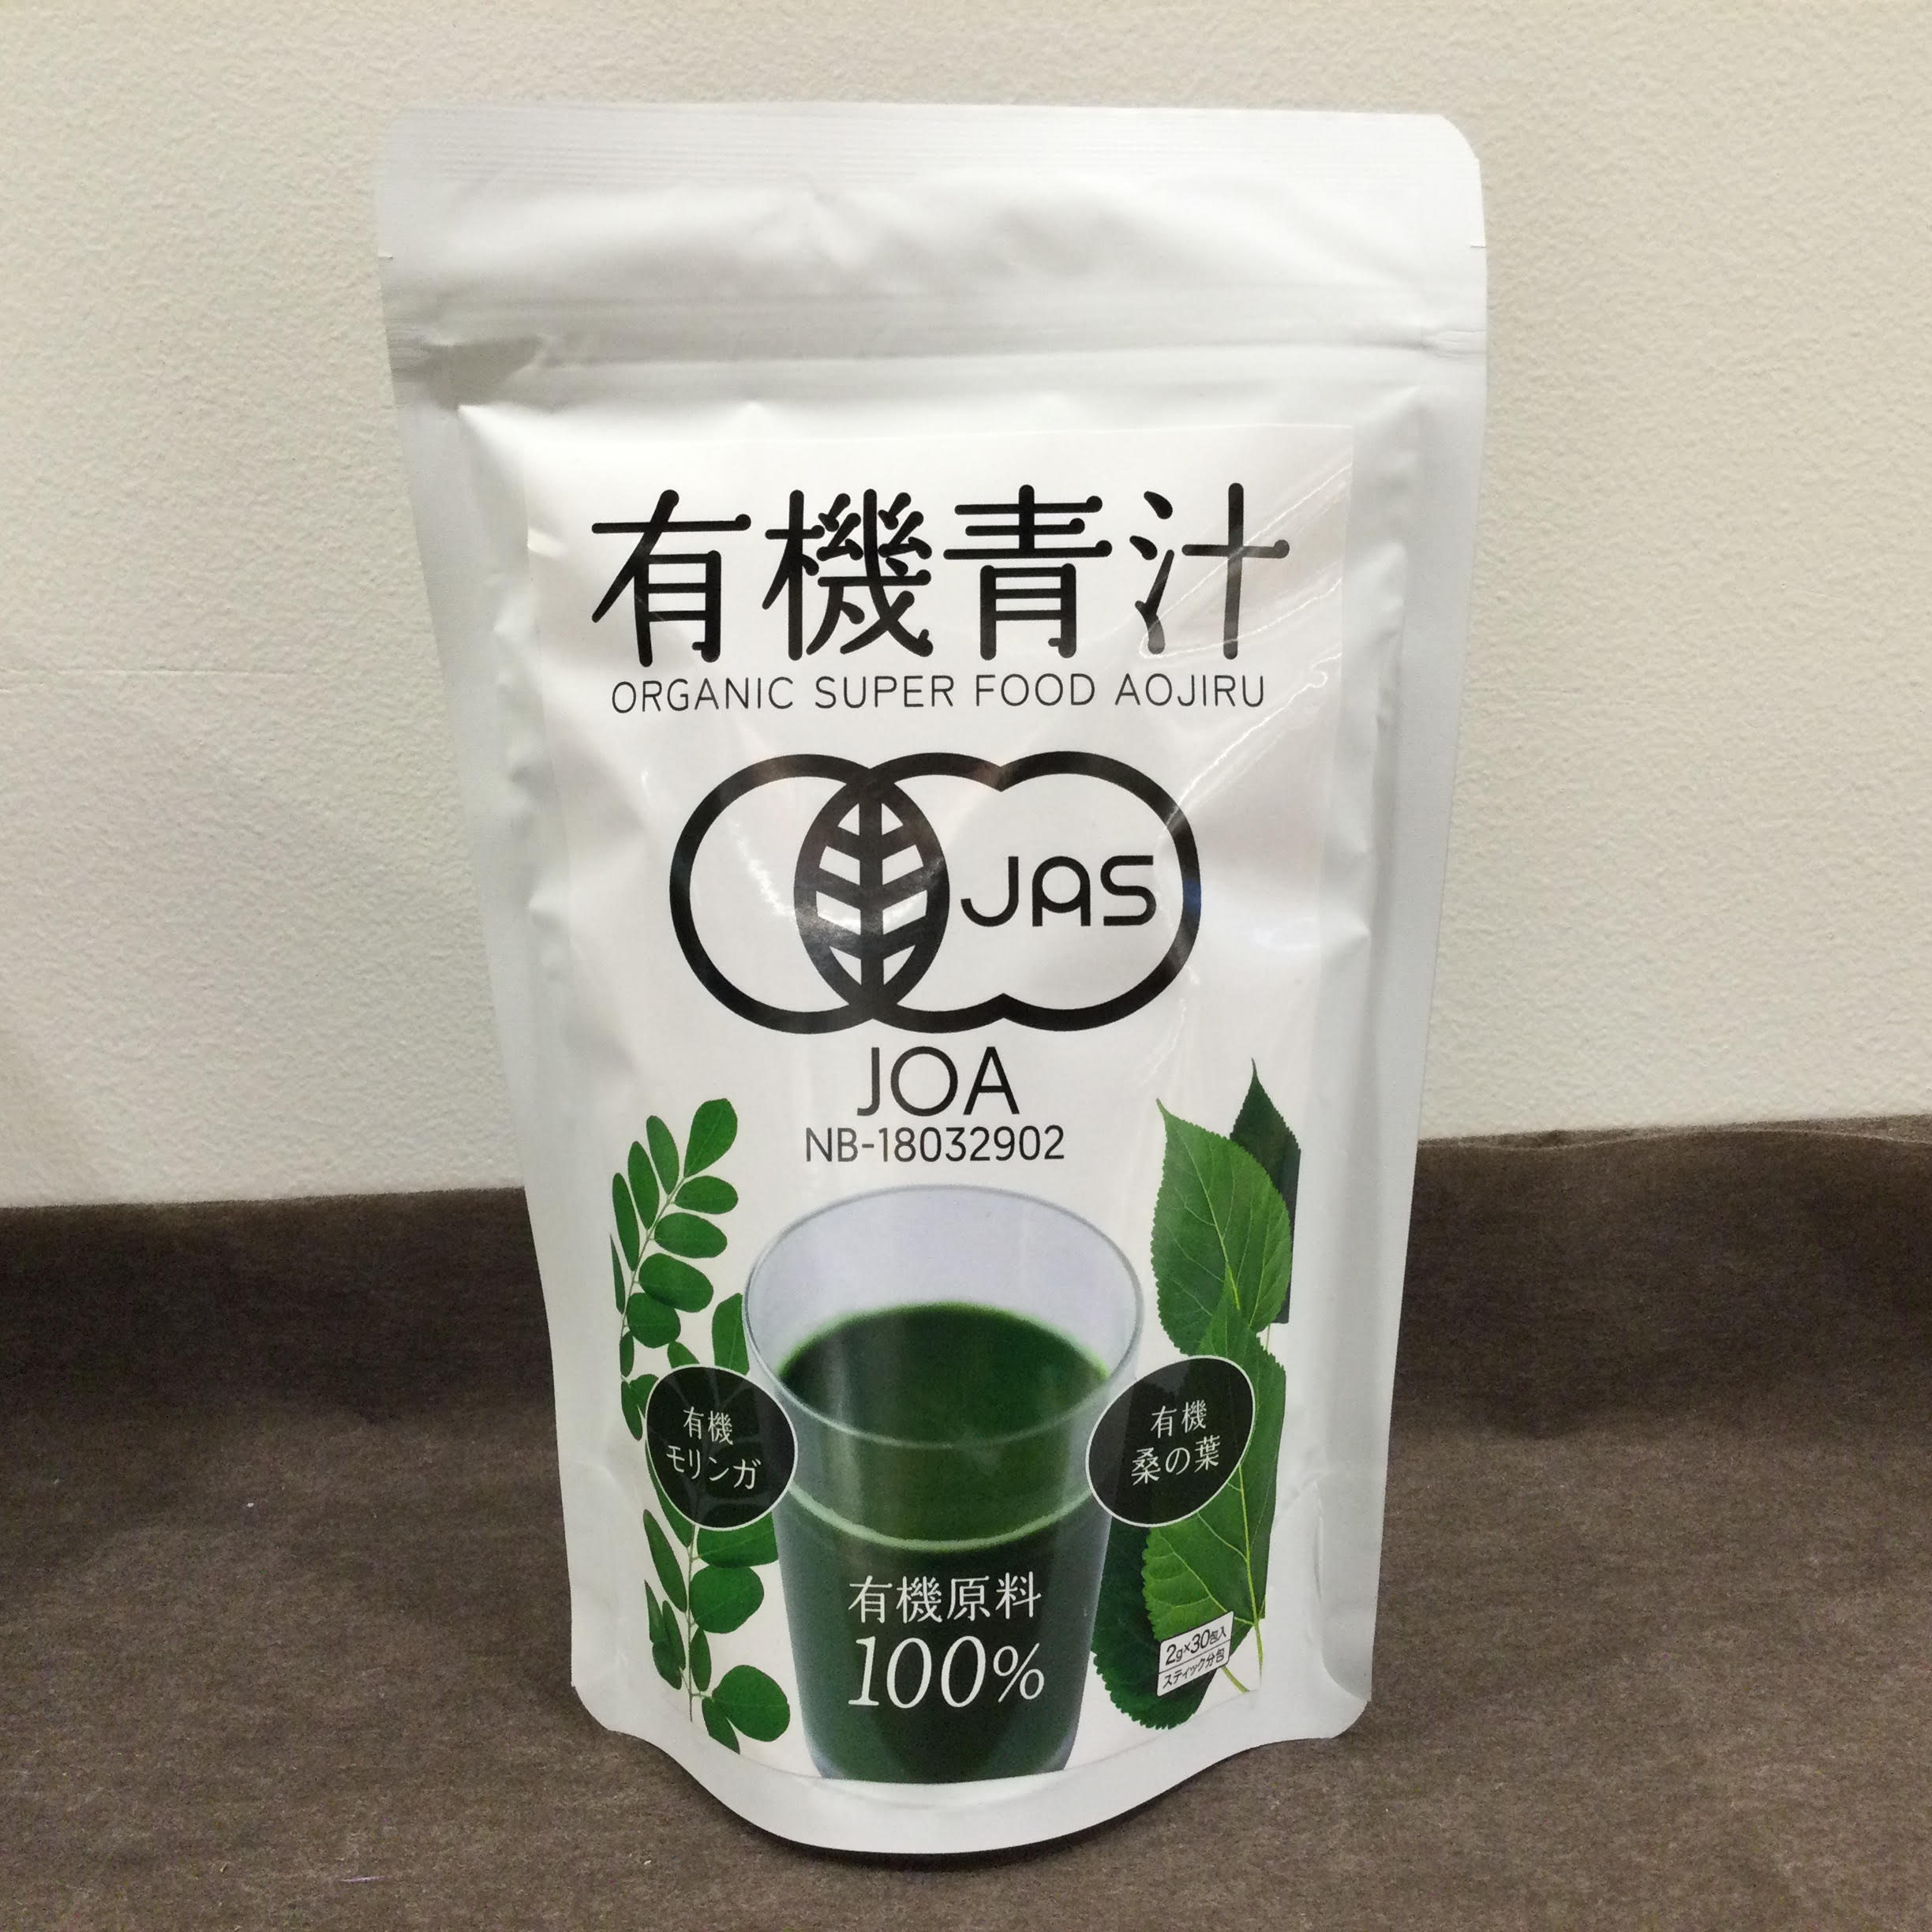 有機青汁
ORGANIC SUPER FOOD AOJIRU
JAS
JOA
NB-18032902
有機
モリンガ
有機
桑の葉
有機原料
100%
2g×30包入
スティック分包